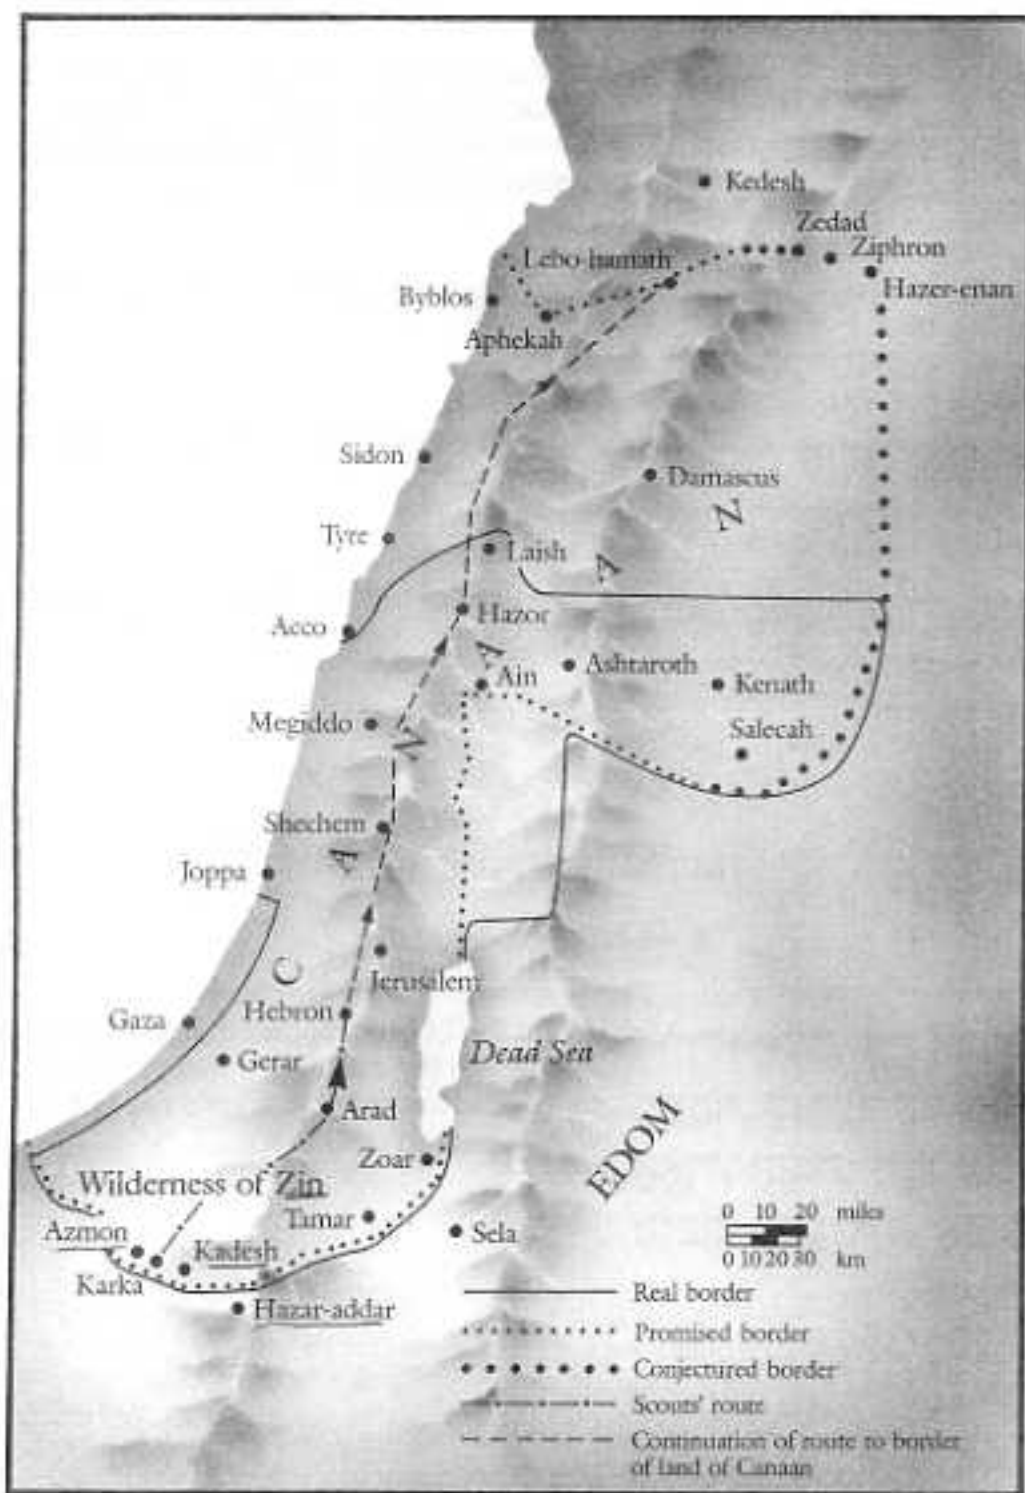 Kedesh
Zedad
Ziphron
Lebo-hamath
Hazer-enan
Byblos
Aphekah
Sidon
Damascus
Tyre
Laish
Acco
Hazor
Ashtaroth
Ain
Kenath
Megiddo
Salecah
Shechem
Joppa
CANAAN
Jerusalem
Hebron
Gaza
Dead Sea
Gerar
Arad
EDOM
Zoar
Wilderness of Zin
Tamar
Azmon
Sela
Kadesh
Karka
Hazar-addar
0 10 20 miles
0 10 20 30 km
Real border
Promised border
Conjectured border
Scouts' route
Continuation of route to border
of land of Canaan